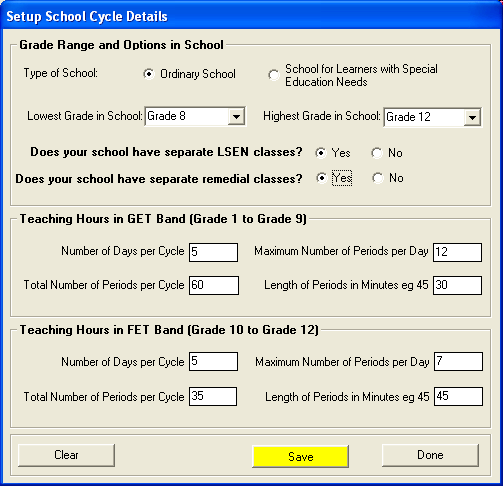 Setup School Cycle Details
Grade Range and Options in School
Type of School: Ordinary School School for Learners with Special
Education Needs
Lowest Grade in School: Grade 8 Highest Grade in School: Grade 12
Does your school have separate LSEN classes? Yes No
Does your school have separate remedial classes? Yes No
Teaching Hours in GET Band (Grade 1 to Grade 9)
Number of Days per Cycle 5 Maximum Number of Periods per Day 12
Total Number of Periods per Cycle 60 Length of Periods in Minutes eg 45 30
Teaching Hours in FET Band (Grade 10 to Grade 12)
Number of Days per Cycle 5 Maximum Number of Periods per Day 7
Total Number of Periods per Cycle 35 Length of Periods in Minutes eg 45 45
Clear Save Done